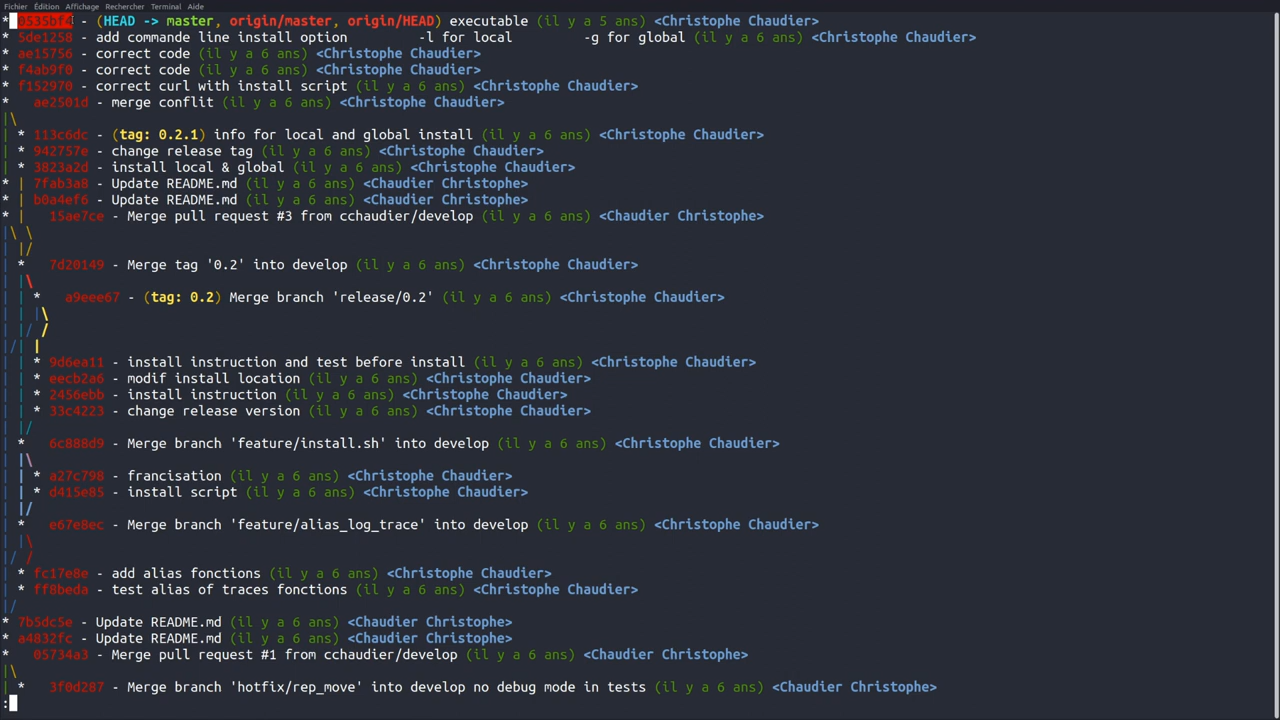 Fichier Édition Affichage Rechercher Terminal Aide
* 0535bf4 - (HEAD -> master, origin/master, origin/HEAD) executable (il y a 5 ans) <Christophe Chaudier>
* 5de1258 - add commande line install option -l for local -g for global (il y a 6 ans) <Christophe Chaudier>
* ae15756 - correct code (il y a 6 ans) <Christophe Chaudier>
* f4ab9f0 - correct code (il y a 6 ans) <Christophe Chaudier>
* f152970 - correct curl with install script (il y a 6 ans) <Christophe Chaudier>
* ae2501d - merge conflit (il y a 6 ans) <Christophe Chaudier>
|\
| * 113c6dc - (tag: 0.2.1) info for local and global install (il y a 6 ans) <Christophe Chaudier>
| * 942757e - change release tag (il y a 6 ans) <Christophe Chaudier>
| * 3823a2d - install local & global (il y a 6 ans) <Christophe Chaudier>
* | 7fab3a8 - Update README.md (il y a 6 ans) <Chaudier Christophe>
* | b0a4ef6 - Update README.md (il y a 6 ans) <Chaudier Christophe>
* | 15ae7ce - Merge pull request #3 from cchaudier/develop (il y a 6 ans) <Chaudier Christophe>
|\ \
| |/
| * 7d20149 - Merge tag '0.2' into develop (il y a 6 ans) <Christophe Chaudier>
| |\
| | * a9eee67 - (tag: 0.2) Merge branch 'release/0.2' (il y a 6 ans) <Christophe Chaudier>
| | |\
| |/ /
|/| |
| | * 9d6ea11 - install instruction and test before install (il y a 6 ans) <Christophe Chaudier>
| | * eecb2a6 - modif install location (il y a 6 ans) <Christophe Chaudier>
| | * 2456ebb - install instruction (il y a 6 ans) <Christophe Chaudier>
| | * 33c4223 - change release version (il y a 6 ans) <Christophe Chaudier>
| |/
| * 6c888d9 - Merge branch 'feature/install.sh' into develop (il y a 6 ans) <Christophe Chaudier>
| |\
| | * a27c798 - francisation (il y a 6 ans) <Christophe Chaudier>
| | * d415e85 - install script (il y a 6 ans) <Christophe Chaudier>
| |/
| * e67e8ec - Merge branch 'feature/alias_log_trace' into develop (il y a 6 ans) <Christophe Chaudier>
| |\
|/ /
| * fc17e8e - add alias fonctions (il y a 6 ans) <Christophe Chaudier>
| * ff8beda - test alias of traces fonctions (il y a 6 ans) <Christophe Chaudier>
|/
* 7b5dc5e - Update README.md (il y a 6 ans) <Chaudier Christophe>
* a4832fc - Update README.md (il y a 6 ans) <Chaudier Christophe>
* 05734a3 - Merge pull request #1 from cchaudier/develop (il y a 6 ans) <Chaudier Christophe>
|\
| * 3f0d287 - Merge branch 'hotfix/rep_move' into develop no debug mode in tests (il y a 6 ans) <Chaudier Christophe>
: